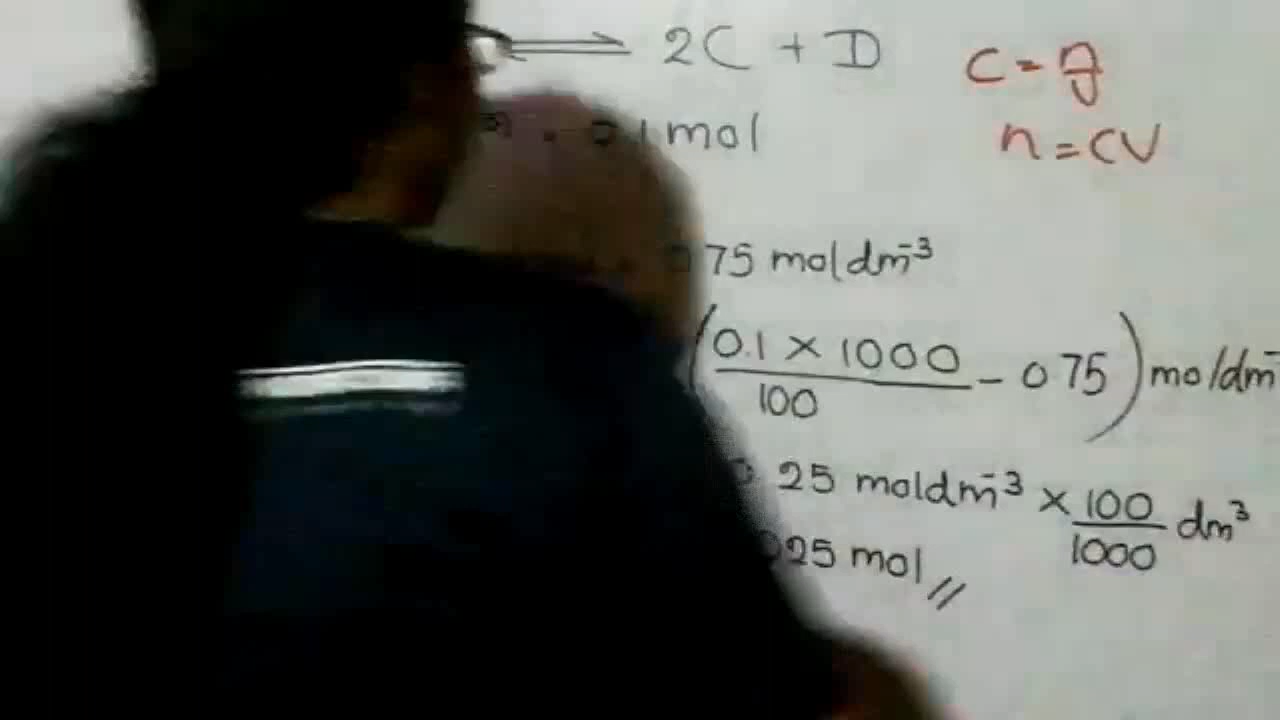 ⇌ 2C + D
C = n/V
0.1 mol
n = CV
0.75 mol dm⁻³
(0.1 × 1000 / 100 − 0.75) mol dm⁻
0.25 mol dm⁻³ × 100/1000 dm³
025 mol //